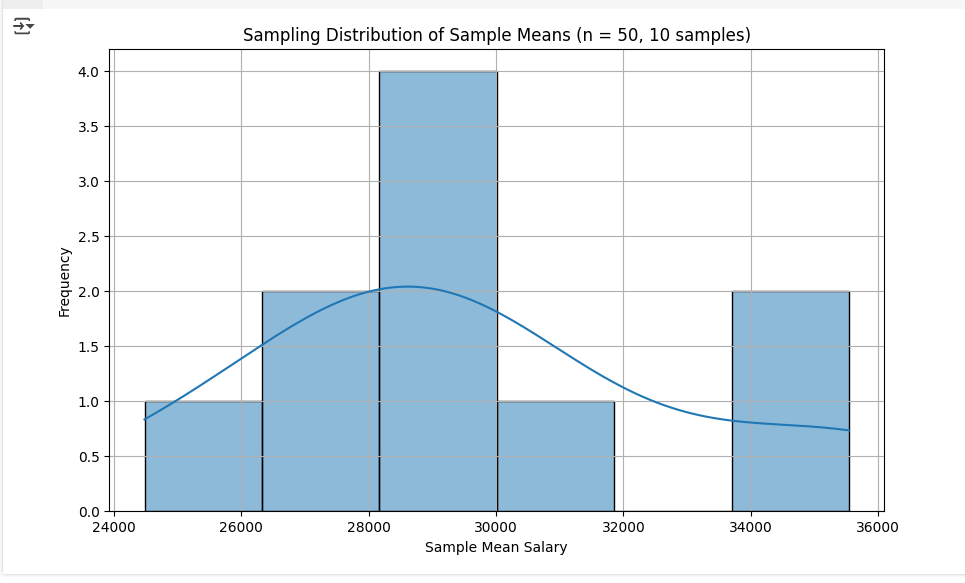 Sampling Distribution of Sample Means (n = 50, 10 samples)
4.0
3.5
3.0
2.5
2.0
1.5
1.0
0.5
0.0
Frequency
24000 26000 28000 30000 32000 34000 36000
Sample Mean Salary